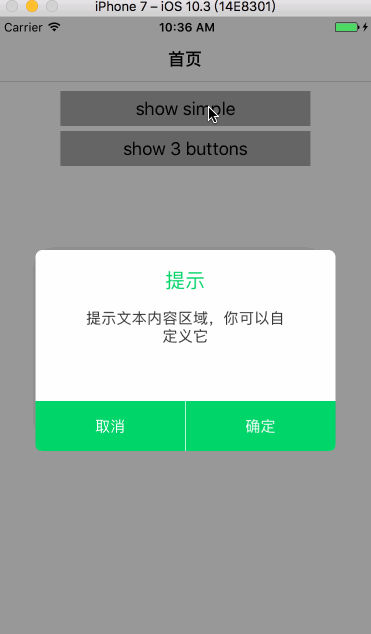 iPhone 7 – iOS 10.3 (14E8301)
Carrier 10:36 AM
首页
show simple
show 3 buttons
提示
提示文本内容区域，你可以自
定义它
取消 确定